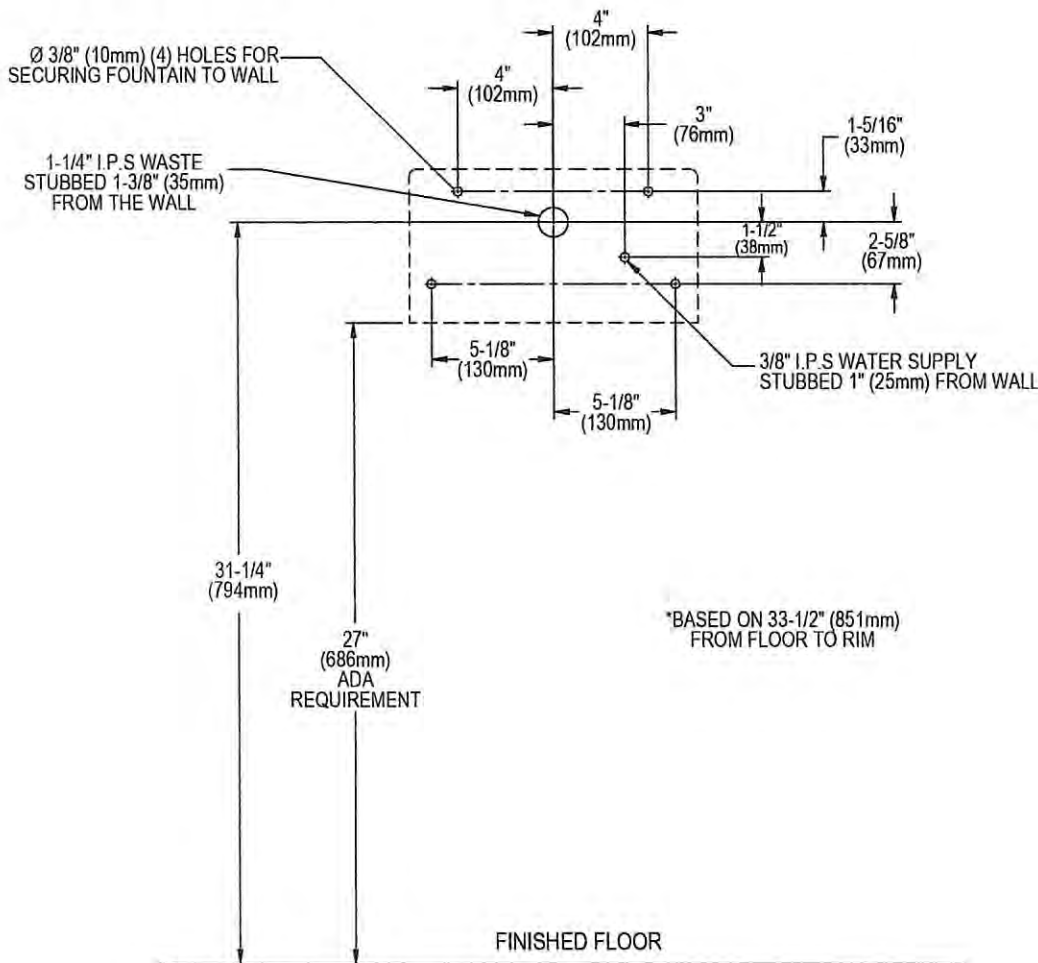 4"
(102mm)
Ø 3/8" (10mm) (4) HOLES FOR
SECURING FOUNTAIN TO WALL
4"
(102mm)
3"
(76mm)
1-5/16"
(33mm)
1-1/4" I.P.S WASTE
STUBBED 1-3/8" (35mm)
FROM THE WALL
1-1/2"
(38mm)
2-5/8"
(67mm)
5-1/8"
(130mm)
3/8" I.P.S WATER SUPPLY
STUBBED 1" (25mm) FROM WALL
5-1/8"
(130mm)
31-1/4"
(794mm)
*BASED ON 33-1/2" (851mm)
FROM FLOOR TO RIM
27"
(686mm)
ADA
REQUIREMENT
FINISHED FLOOR